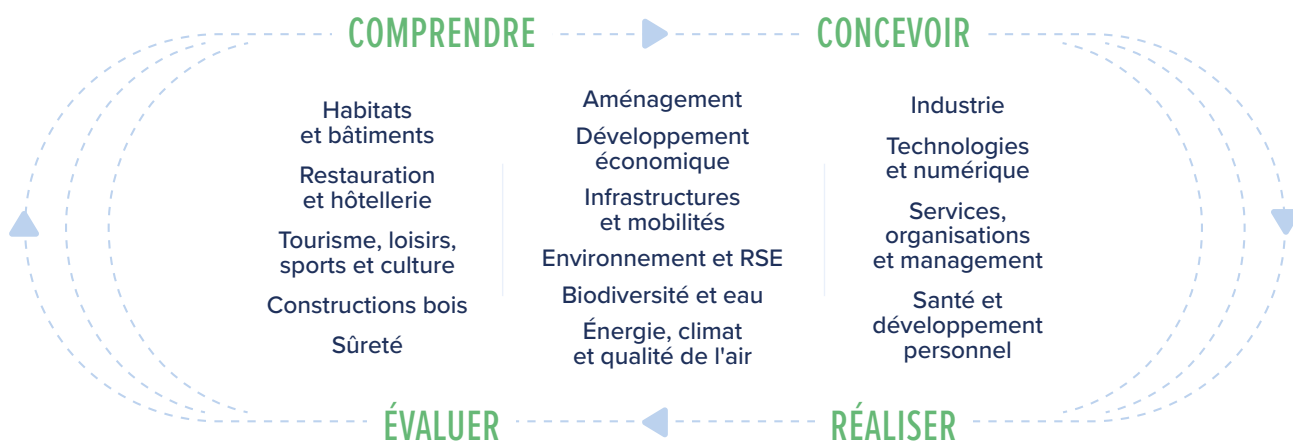 COMPRENDRE
CONCEVOIR
Habitats
et bâtiments
Restauration
et hôtellerie
Tourisme, loisirs,
sports et culture
Constructions bois
Sûreté
Aménagement
Développement
économique
Infrastructures
et mobilités
Environnement et RSE
Biodiversité et eau
Énergie, climat
et qualité de l'air
Industrie
Technologies
et numérique
Services,
organisations
et management
Santé et
développement
personnel
ÉVALUER
RÉALISER